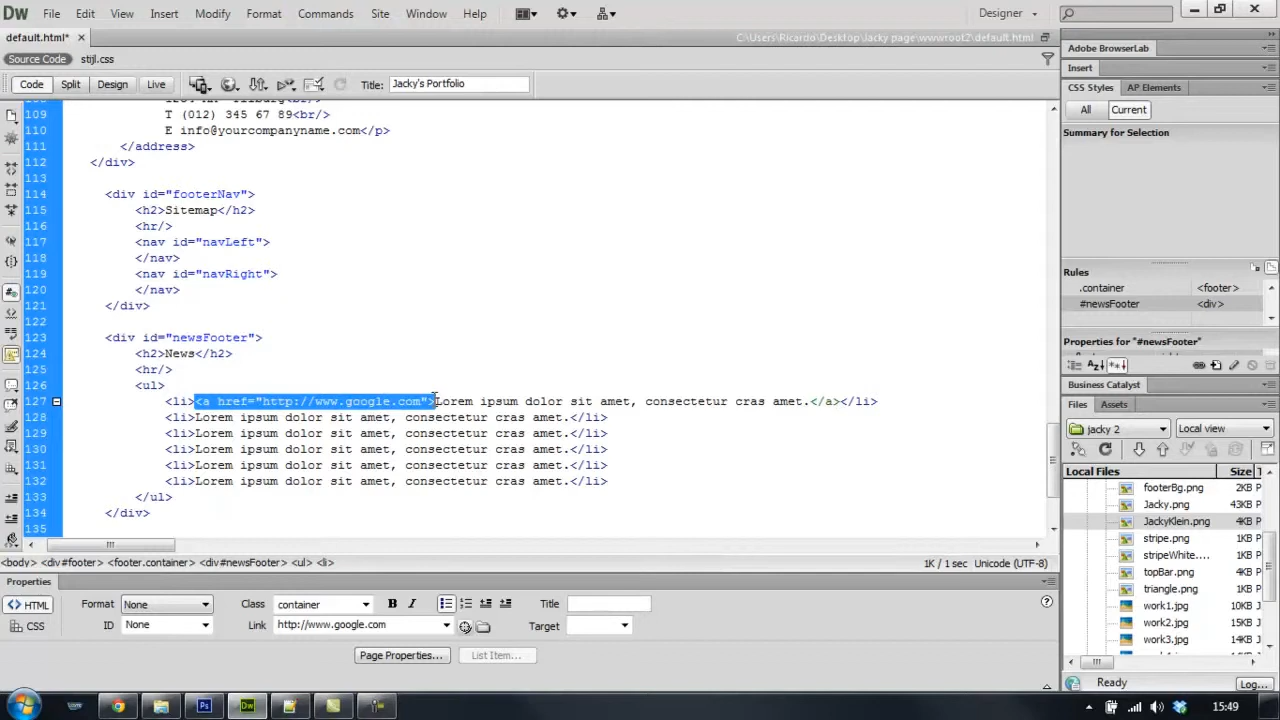 DW File Edit View Insert Modify Format Commands Site Window Help Designer
default.html* C:\Users\Ricardo\Desktop\jacky page\wwwroot2\default.html
Source Code stijl.css
Code Split Design Live Title: Jacky's Portfolio
109 T (012) 345 67 89<br/>
110 E info@yourcompanyname.com</p>
111 </address>
112 </div>
113
114 <div id="footerNav">
115 <h2>Sitemap</h2>
116 <hr/>
117 <nav id="navLeft">
118 </nav>
119 <nav id="navRight">
120 </nav>
121 </div>
122
123 <div id="newsFooter">
124 <h2>News</h2>
125 <hr/>
126 <ul>
127 <li><a href="http://www.google.com">Lorem ipsum dolor sit amet, consectetur cras amet.</a></li>
128 <li>Lorem ipsum dolor sit amet, consectetur cras amet.</li>
129 <li>Lorem ipsum dolor sit amet, consectetur cras amet.</li>
130 <li>Lorem ipsum dolor sit amet, consectetur cras amet.</li>
131 <li>Lorem ipsum dolor sit amet, consectetur cras amet.</li>
132 <li>Lorem ipsum dolor sit amet, consectetur cras amet.</li>
133 </ul>
134 </div>
135
<body> <div#footer> <footer.container> <div#newsFooter> <ul> <li> 1K / 1 sec Unicode (UTF-8)
Properties
HTML Format None Class container B I Title
CSS ID None Link http://www.google.com Target
Page Properties... List Item...
Adobe BrowserLab
Insert
CSS Styles AP Elements
All Current
Summary for Selection
Rules
.container <footer>
#newsFooter <div>
Properties for "#newsFooter"
Business Catalyst
Files Assets
jacky 2 Local view
Local Files Size
footerBg.png 2KB P
Jacky.png 43KB P
JackyKlein.png 4KB P
stripe.png 1KB P
stripeWhite.... 1KB P
topBar.png 4KB P
triangle.png 1KB P
work1.jpg 12KB
work2.jpg 15KB
work3.jpg 14KB
Ready Log...
Ps Dw 15:49